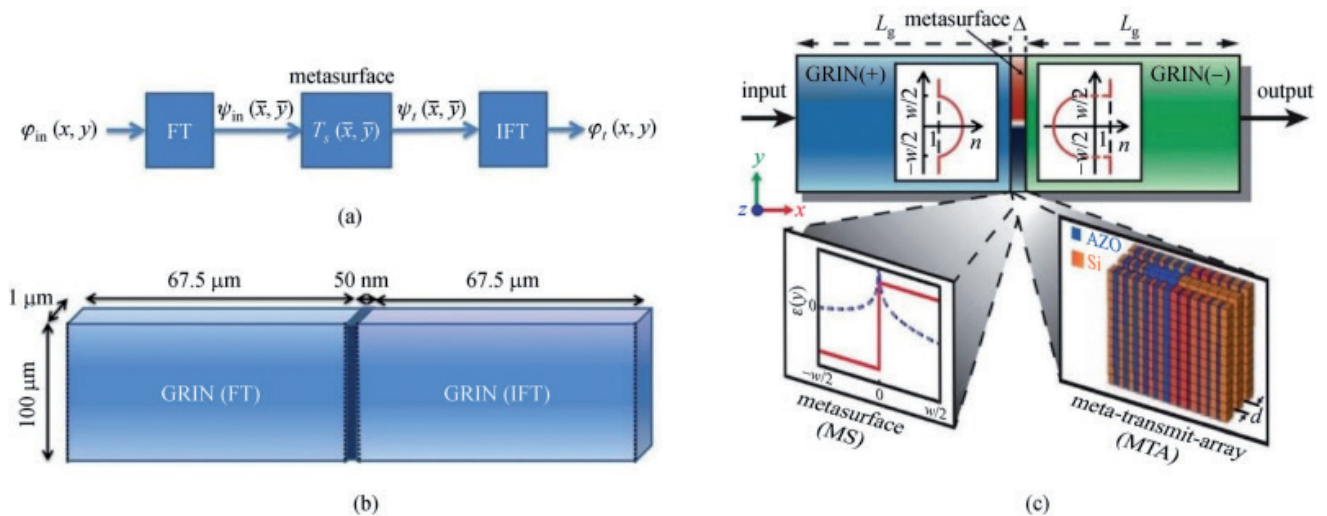 (a)
metasurface
φin (x, y)
FT
ψin (x̄, ȳ)
Ts (x̄, ȳ)
ψt (x̄, ȳ)
IFT
φt (x, y)
67.5 μm
50 nm
67.5 μm
1 μm
100 μm
GRIN (FT)
GRIN (IFT)
(b)
metasurface
Lg
Δ
Lg
GRIN(+)
GRIN(−)
input
output
w/2
−w/2
1
n
w/2
−w/2
1
n
y
z
x
ε(y)
0
−w/2
0
w/2
metasurface
(MS)
AZO
Si
d
meta-transmit-array
(MTA)
(c)